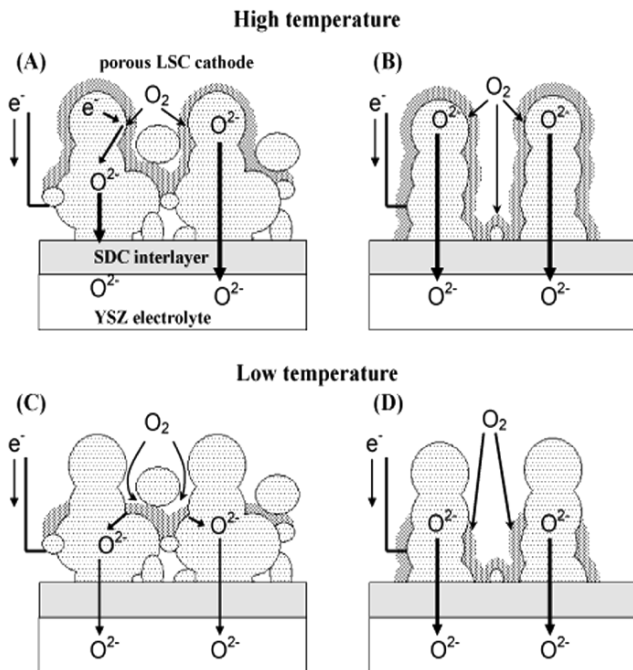 High temperature
(A)
porous LSC cathode
(B)
e⁻
e⁻
O₂
O²⁻
O²⁻
SDC interlayer
O²⁻
O²⁻
YSZ electrolyte
e⁻
O₂
O²⁻
O²⁻
O²⁻
O²⁻
Low temperature
(C)
(D)
e⁻
O₂
O²⁻
O²⁻
O²⁻
O²⁻
e⁻
O₂
O²⁻
O²⁻
O²⁻
O²⁻